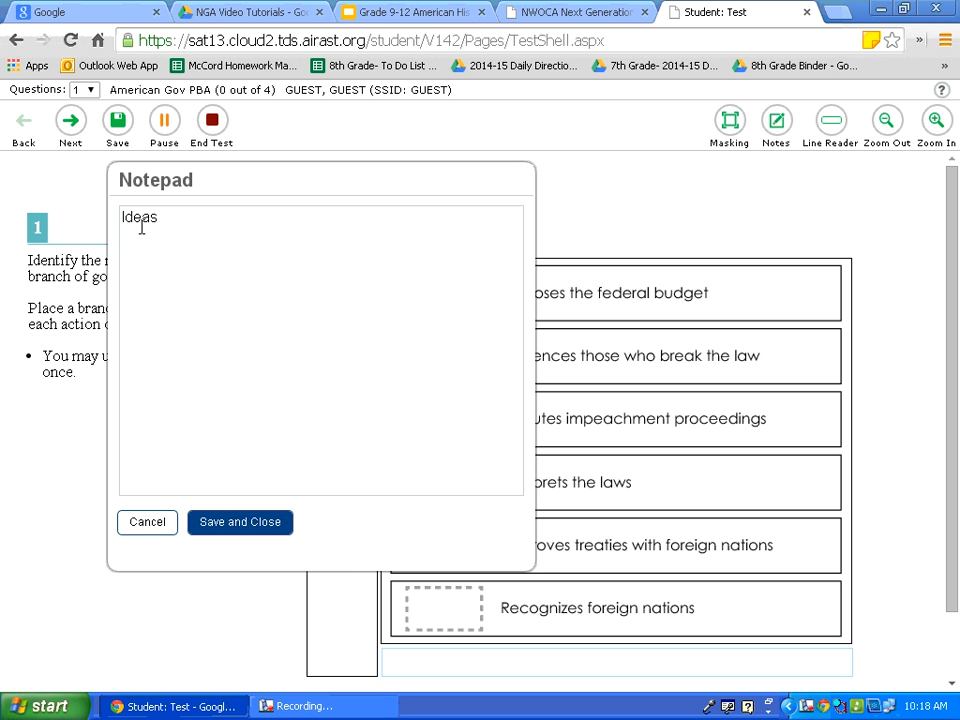 Google
NGA Video Tutorials - Go
Grade 9-12 American His
NWOCA Next Generation
Student: Test
https://sat13.cloud2.tds.airast.org/student/V142/Pages/TestShell.aspx
Apps
Outlook Web App
McCord Homework Ma...
8th Grade- To Do List ...
2014-15 Daily Directio...
7th Grade- 2014-15 D...
8th Grade Binder - Go...
Questions: 1
American Gov PBA (0 out of 4)
GUEST, GUEST (SSID: GUEST)
Back
Next
Save
Pause
End Test
Masking
Notes
Line Reader
Zoom Out
Zoom In
Notepad
Ideas
Cancel
Save and Close
1
Identify the
branch of go
Place a bran
each action
• You may u
once.
oses the federal budget
ences those who break the law
utes impeachment proceedings
prets the laws
roves treaties with foreign nations
Recognizes foreign nations
start
Student: Test - Googl...
Recording...
10:18 AM